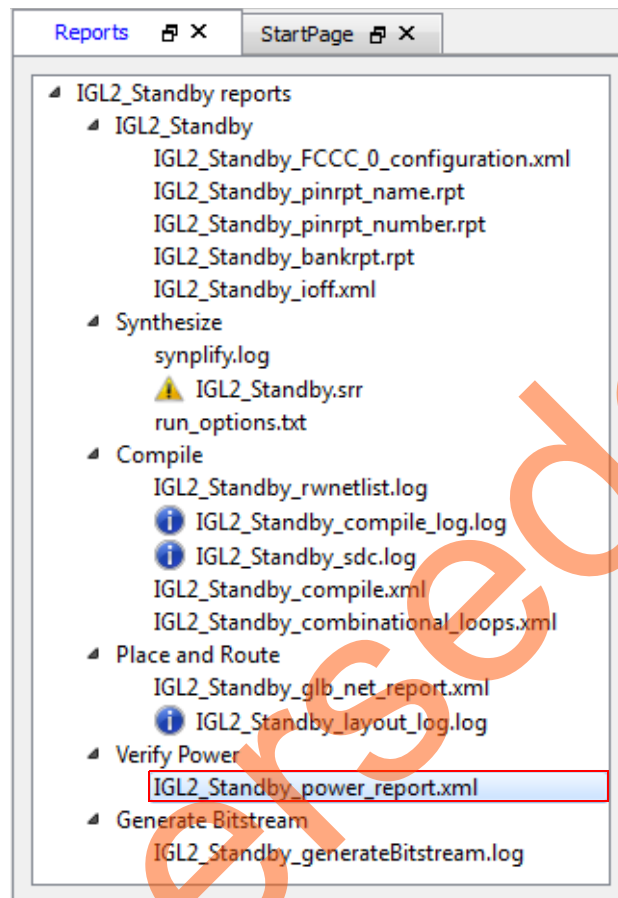 Reports StartPage
IGL2_Standby reports
IGL2_Standby
IGL2_Standby_FCCC_0_configuration.xml
IGL2_Standby_pinrpt_name.rpt
IGL2_Standby_pinrpt_number.rpt
IGL2_Standby_bankrpt.rpt
IGL2_Standby_ioff.xml
Synthesize
synplify.log
IGL2_Standby.srr
run_options.txt
Compile
IGL2_Standby_rwnetlist.log
IGL2_Standby_compile_log.log
IGL2_Standby_sdc.log
IGL2_Standby_compile.xml
IGL2_Standby_combinational_loops.xml
Place and Route
IGL2_Standby_glb_net_report.xml
IGL2_Standby_layout_log.log
Verify Power
IGL2_Standby_power_report.xml
Generate Bitstream
IGL2_Standby_generateBitstream.log